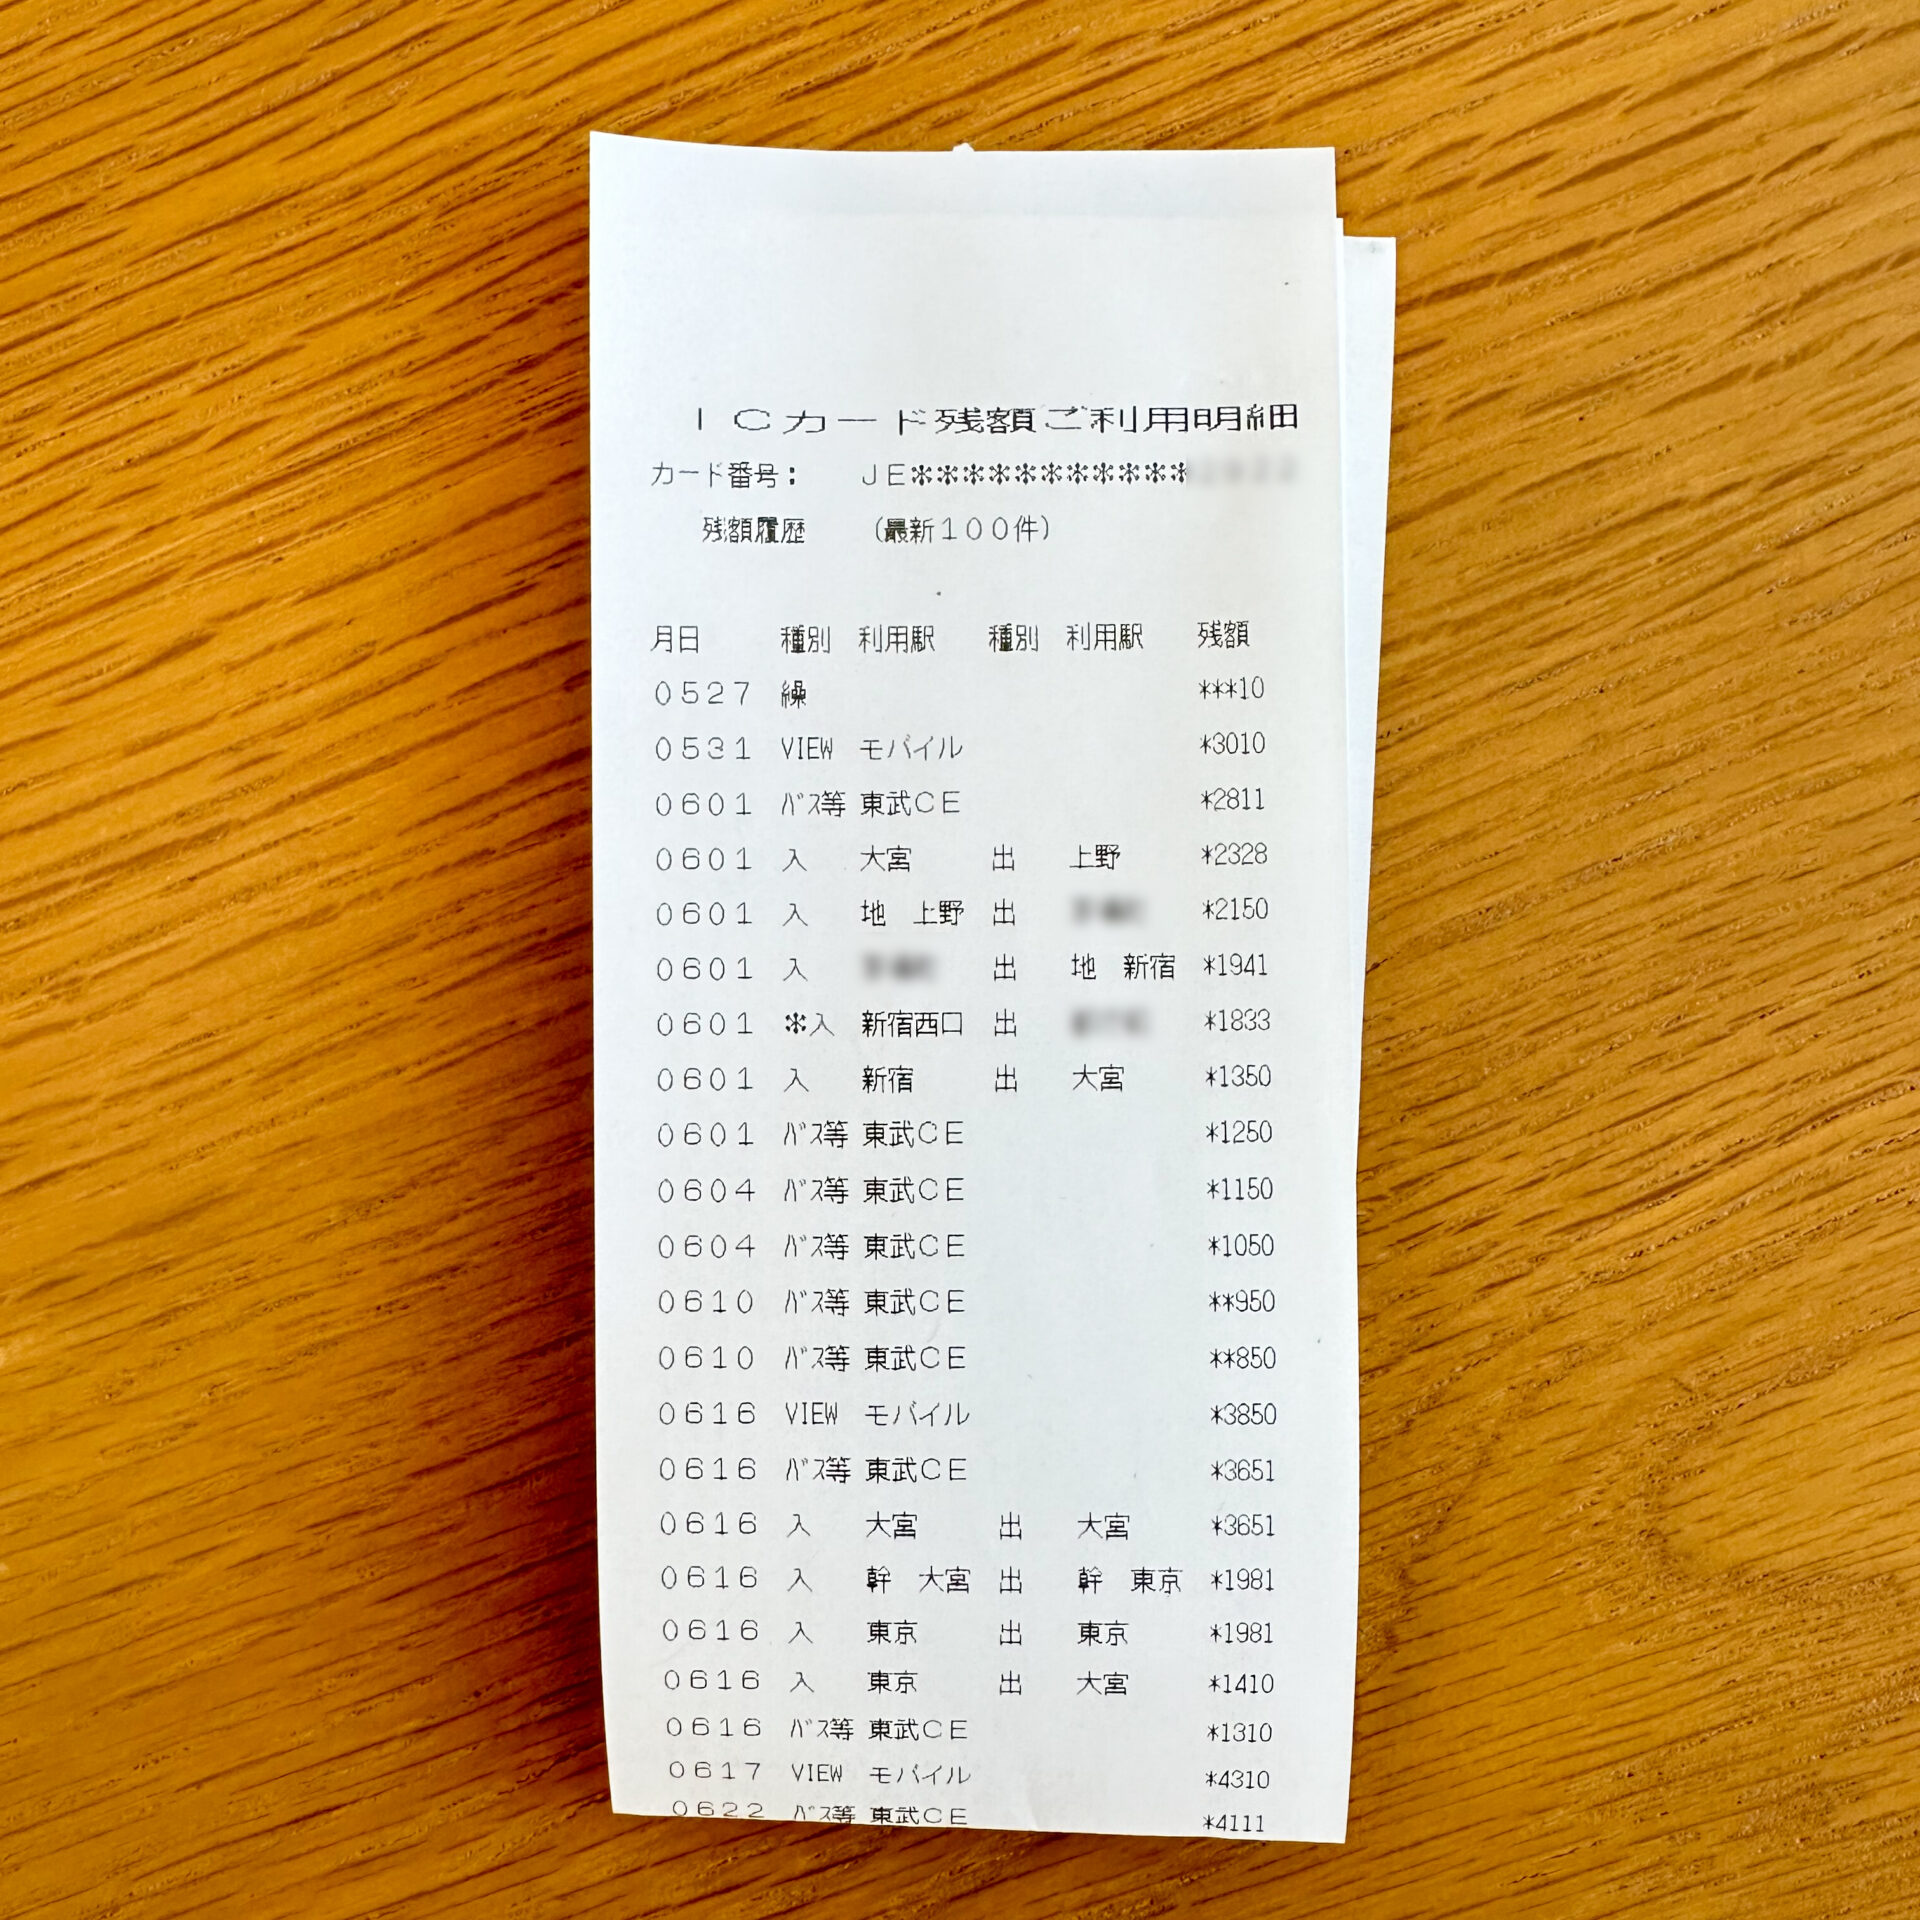 ICカード残額ご利用明細
カード番号: JE***********
残額履歴 (最新100件)
月日 種別 利用駅 種別 利用駅 残額
0527 繰 ***10
0531 VIEW モバイル *3010
0601 バス等 東武CE *2811
0601 入 大宮 出 上野 *2328
0601 入 地 上野 出 *2150
0601 入 出 地 新宿 *1941
0601 *入 新宿西口 出 *1833
0601 入 新宿 出 大宮 *1350
0601 バス等 東武CE *1250
0604 バス等 東武CE *1150
0604 バス等 東武CE *1050
0610 バス等 東武CE **950
0610 バス等 東武CE **850
0616 VIEW モバイル *3850
0616 バス等 東武CE *3651
0616 入 大宮 出 大宮 *3651
0616 入 幹 大宮 出 幹 東京 *1981
0616 入 東京 出 東京 *1981
0616 入 東京 出 大宮 *1410
0616 バス等 東武CE *1310
0617 VIEW モバイル *4310
0622 バス等 東武CE *4111